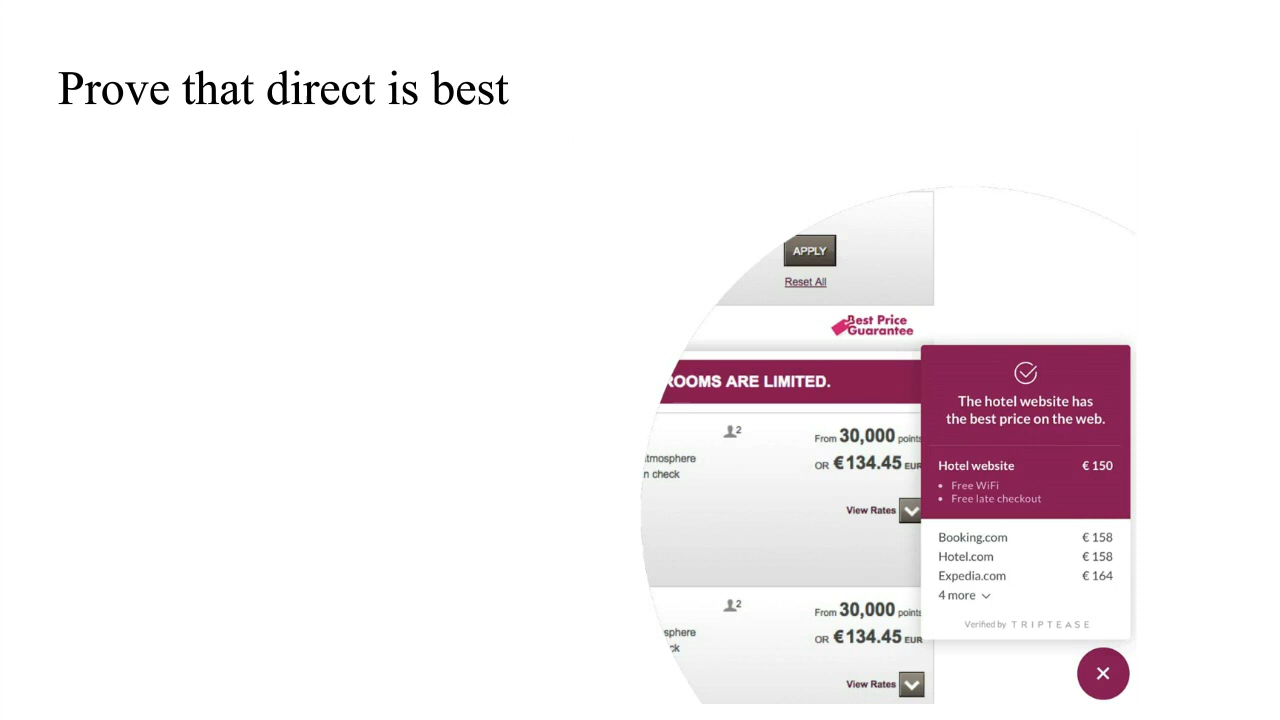 Prove that direct is best
APPLY
Reset All
Best Price
Guarantee
ROOMS ARE LIMITED.
2
From 30,000 points
tmosphere
OR €134.45 EUR
n check
View Rates
2
From 30,000 points
sphere
OR €134.45 EUR
ck
View Rates
The hotel website has
the best price on the web.
Hotel website € 150
• Free WiFi
• Free late checkout
Booking.com € 158
Hotel.com € 158
Expedia.com € 164
4 more
Verified by TRIPTEASE